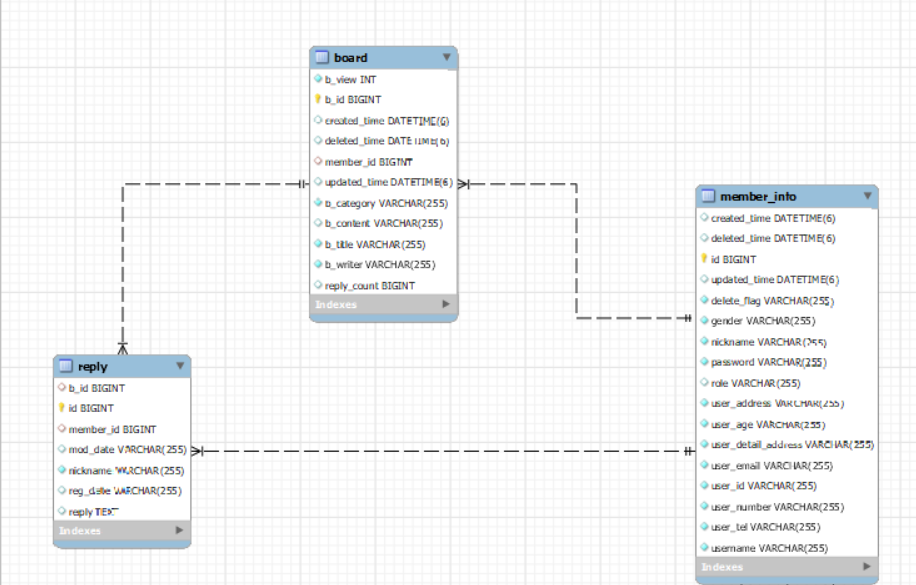 board
b_view INT
b_id BIGINT
created_time DATETIME(6)
deleted_time DATETIME(6)
member_id BIGINT
updated_time DATETIME(6)
b_category VARCHAR(255)
b_content VARCHAR(255)
b_title VARCHAR(255)
b_writer VARCHAR(255)
reply_count BIGINT
Indexes
member_info
created_time DATETIME(6)
deleted_time DATETIME(6)
id BIGINT
updated_time DATETIME(6)
delete_flag VARCHAR(255)
gender VARCHAR(255)
nickname VARCHAR(255)
password VARCHAR(255)
role VARCHAR(255)
user_address VARCHAR(255)
user_age VARCHAR(255)
user_detail_address VARCHAR(255)
user_email VARCHAR(255)
user_id VARCHAR(255)
user_number VARCHAR(255)
user_tel VARCHAR(255)
username VARCHAR(255)
Indexes
reply
b_id BIGINT
id BIGINT
member_id BIGINT
mod_date VARCHAR(255)
nickname VARCHAR(255)
reg_date VARCHAR(255)
reply TEXT
Indexes